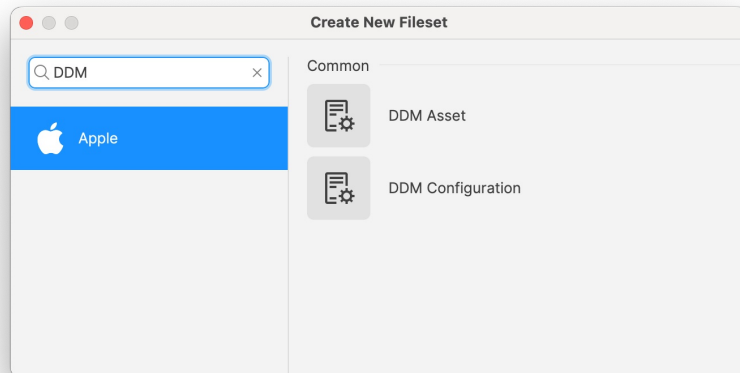 Create New Fileset
DDM
Apple
Common
DDM Asset
DDM Configuration